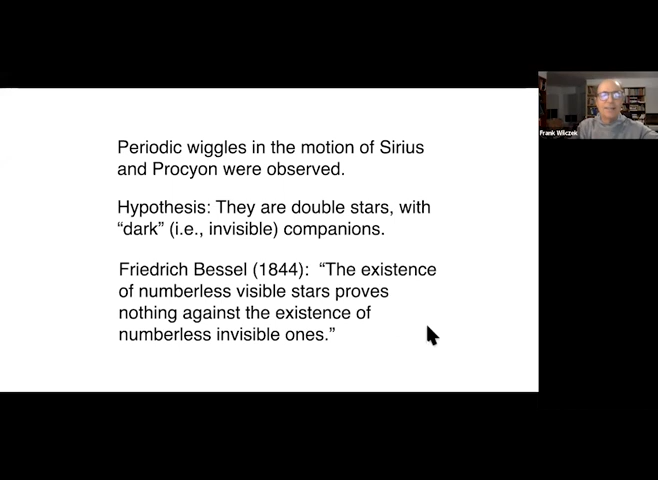 Periodic wiggles in the motion of Sirius
and Procyon were observed.
Hypothesis: They are double stars, with
“dark” (i.e., invisible) companions.
Friedrich Bessel (1844): “The existence
of numberless visible stars proves
nothing against the existence of
numberless invisible ones.”
Frank Wilczek